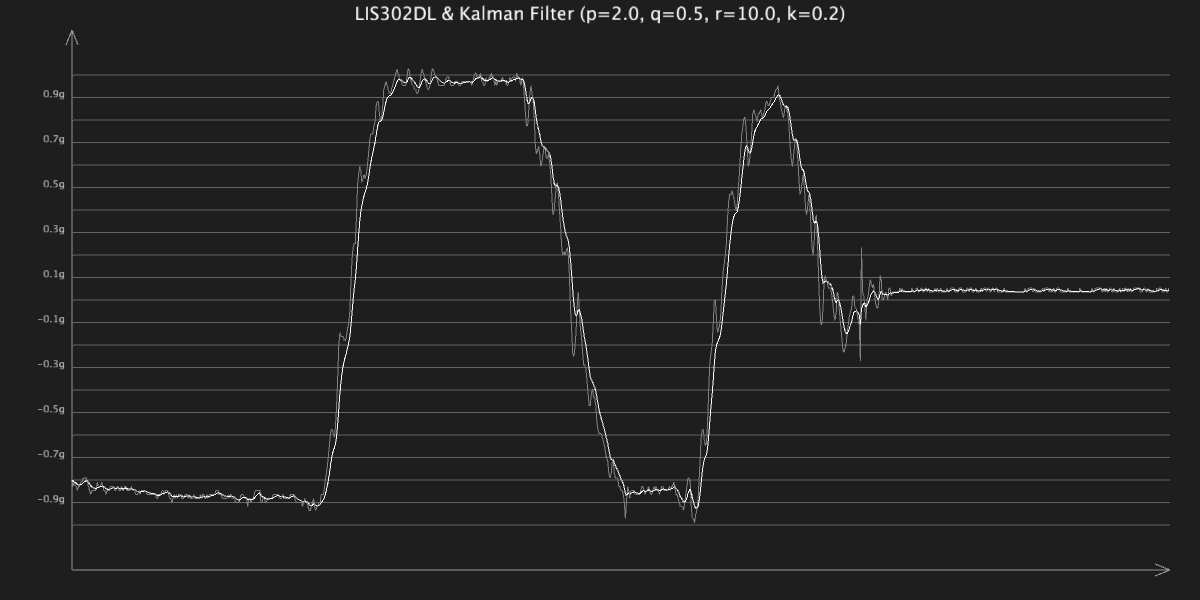 LIS302DL & Kalman Filter (p=2.0, q=0.5, r=10.0, k=0.2)
0.9g
0.7g
0.5g
0.3g
0.1g
-0.1g
-0.3g
-0.5g
-0.7g
-0.9g